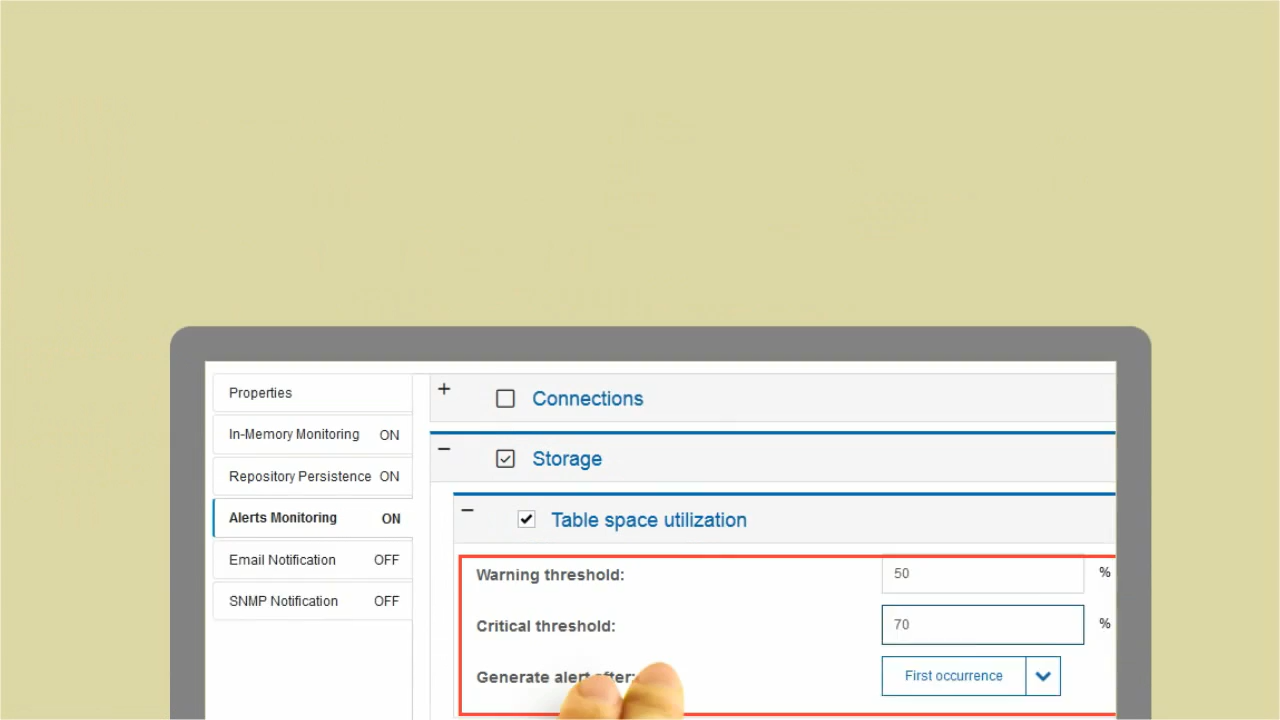 Properties
In-Memory Monitoring ON
Repository Persistence ON
Alerts Monitoring ON
Email Notification OFF
SNMP Notification OFF
+ Connections
− Storage
− Table space utilization
Warning threshold: 50 %
Critical threshold: 70 %
Generate alert after: First occurrence